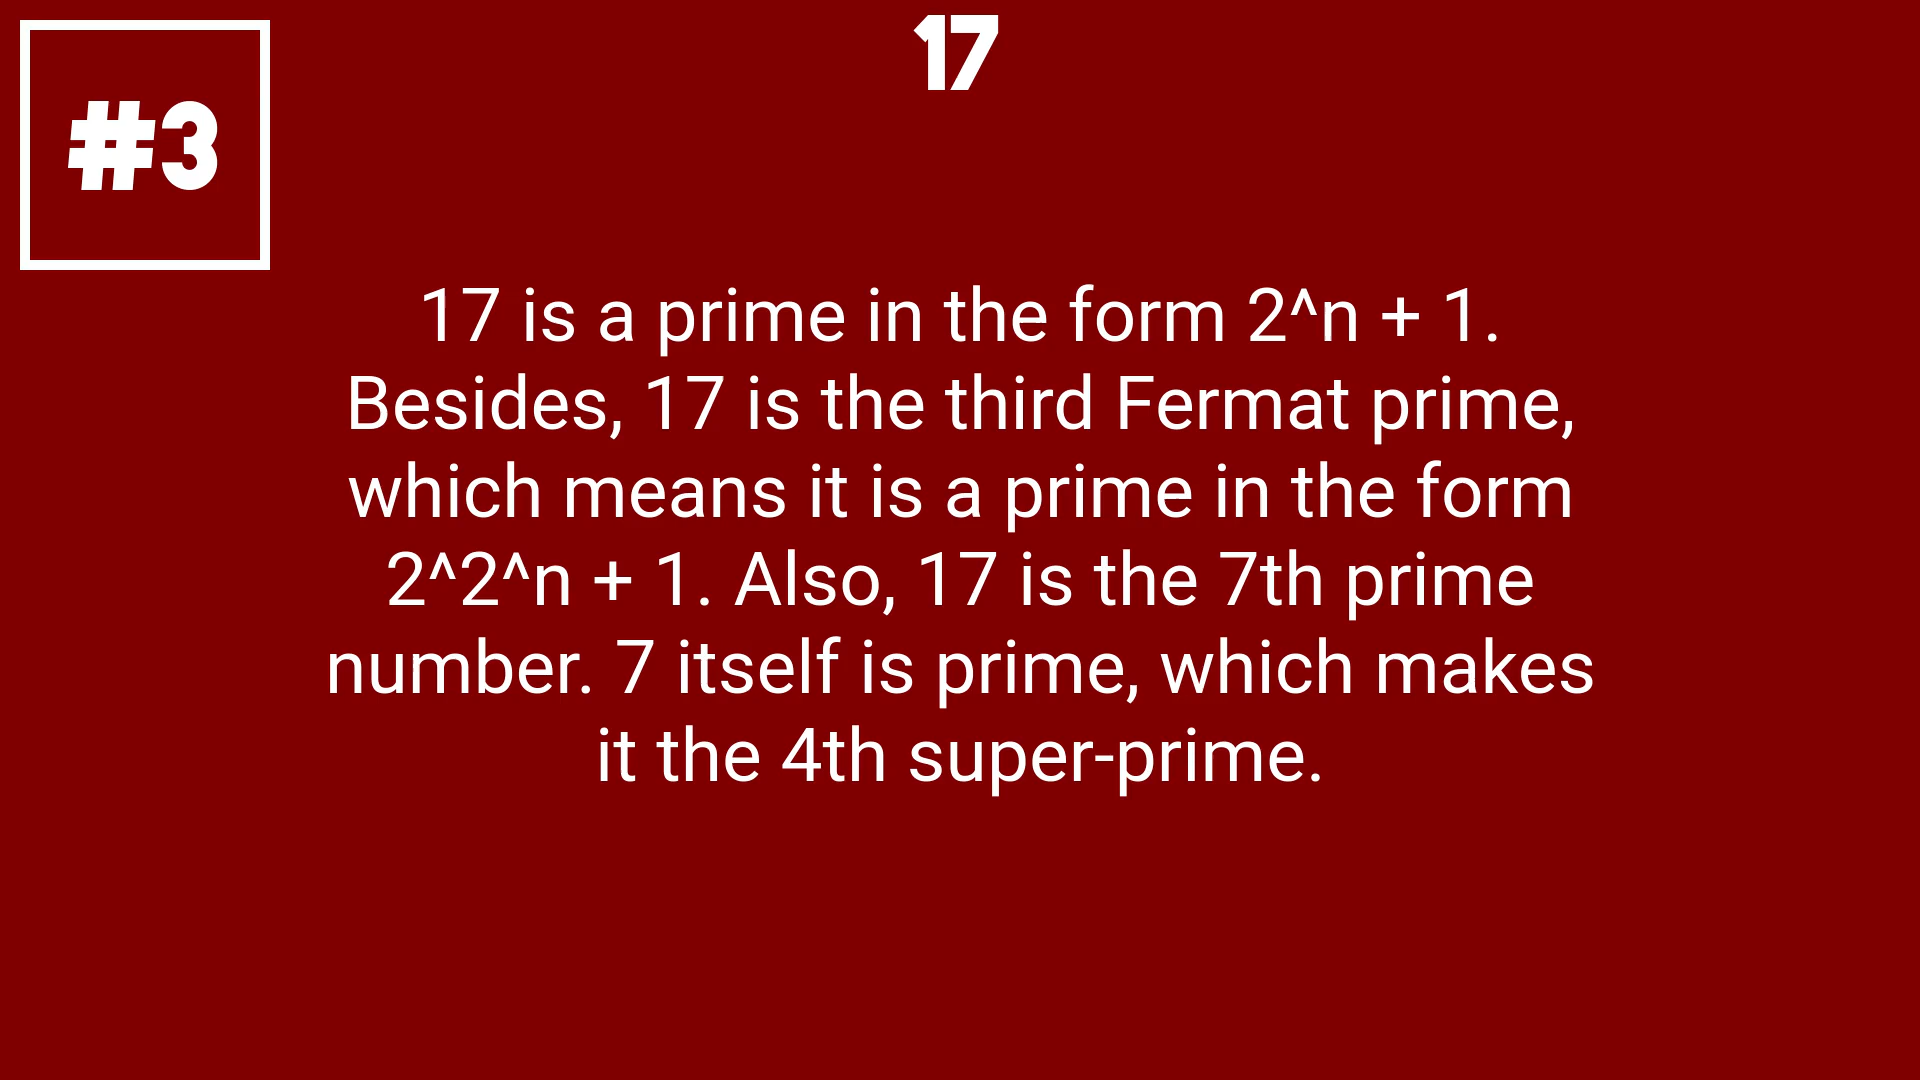 #3
17
17 is a prime in the form 2^n + 1.
Besides, 17 is the third Fermat prime,
which means it is a prime in the form
2^2^n + 1. Also, 17 is the 7th prime
number. 7 itself is prime, which makes
it the 4th super-prime.